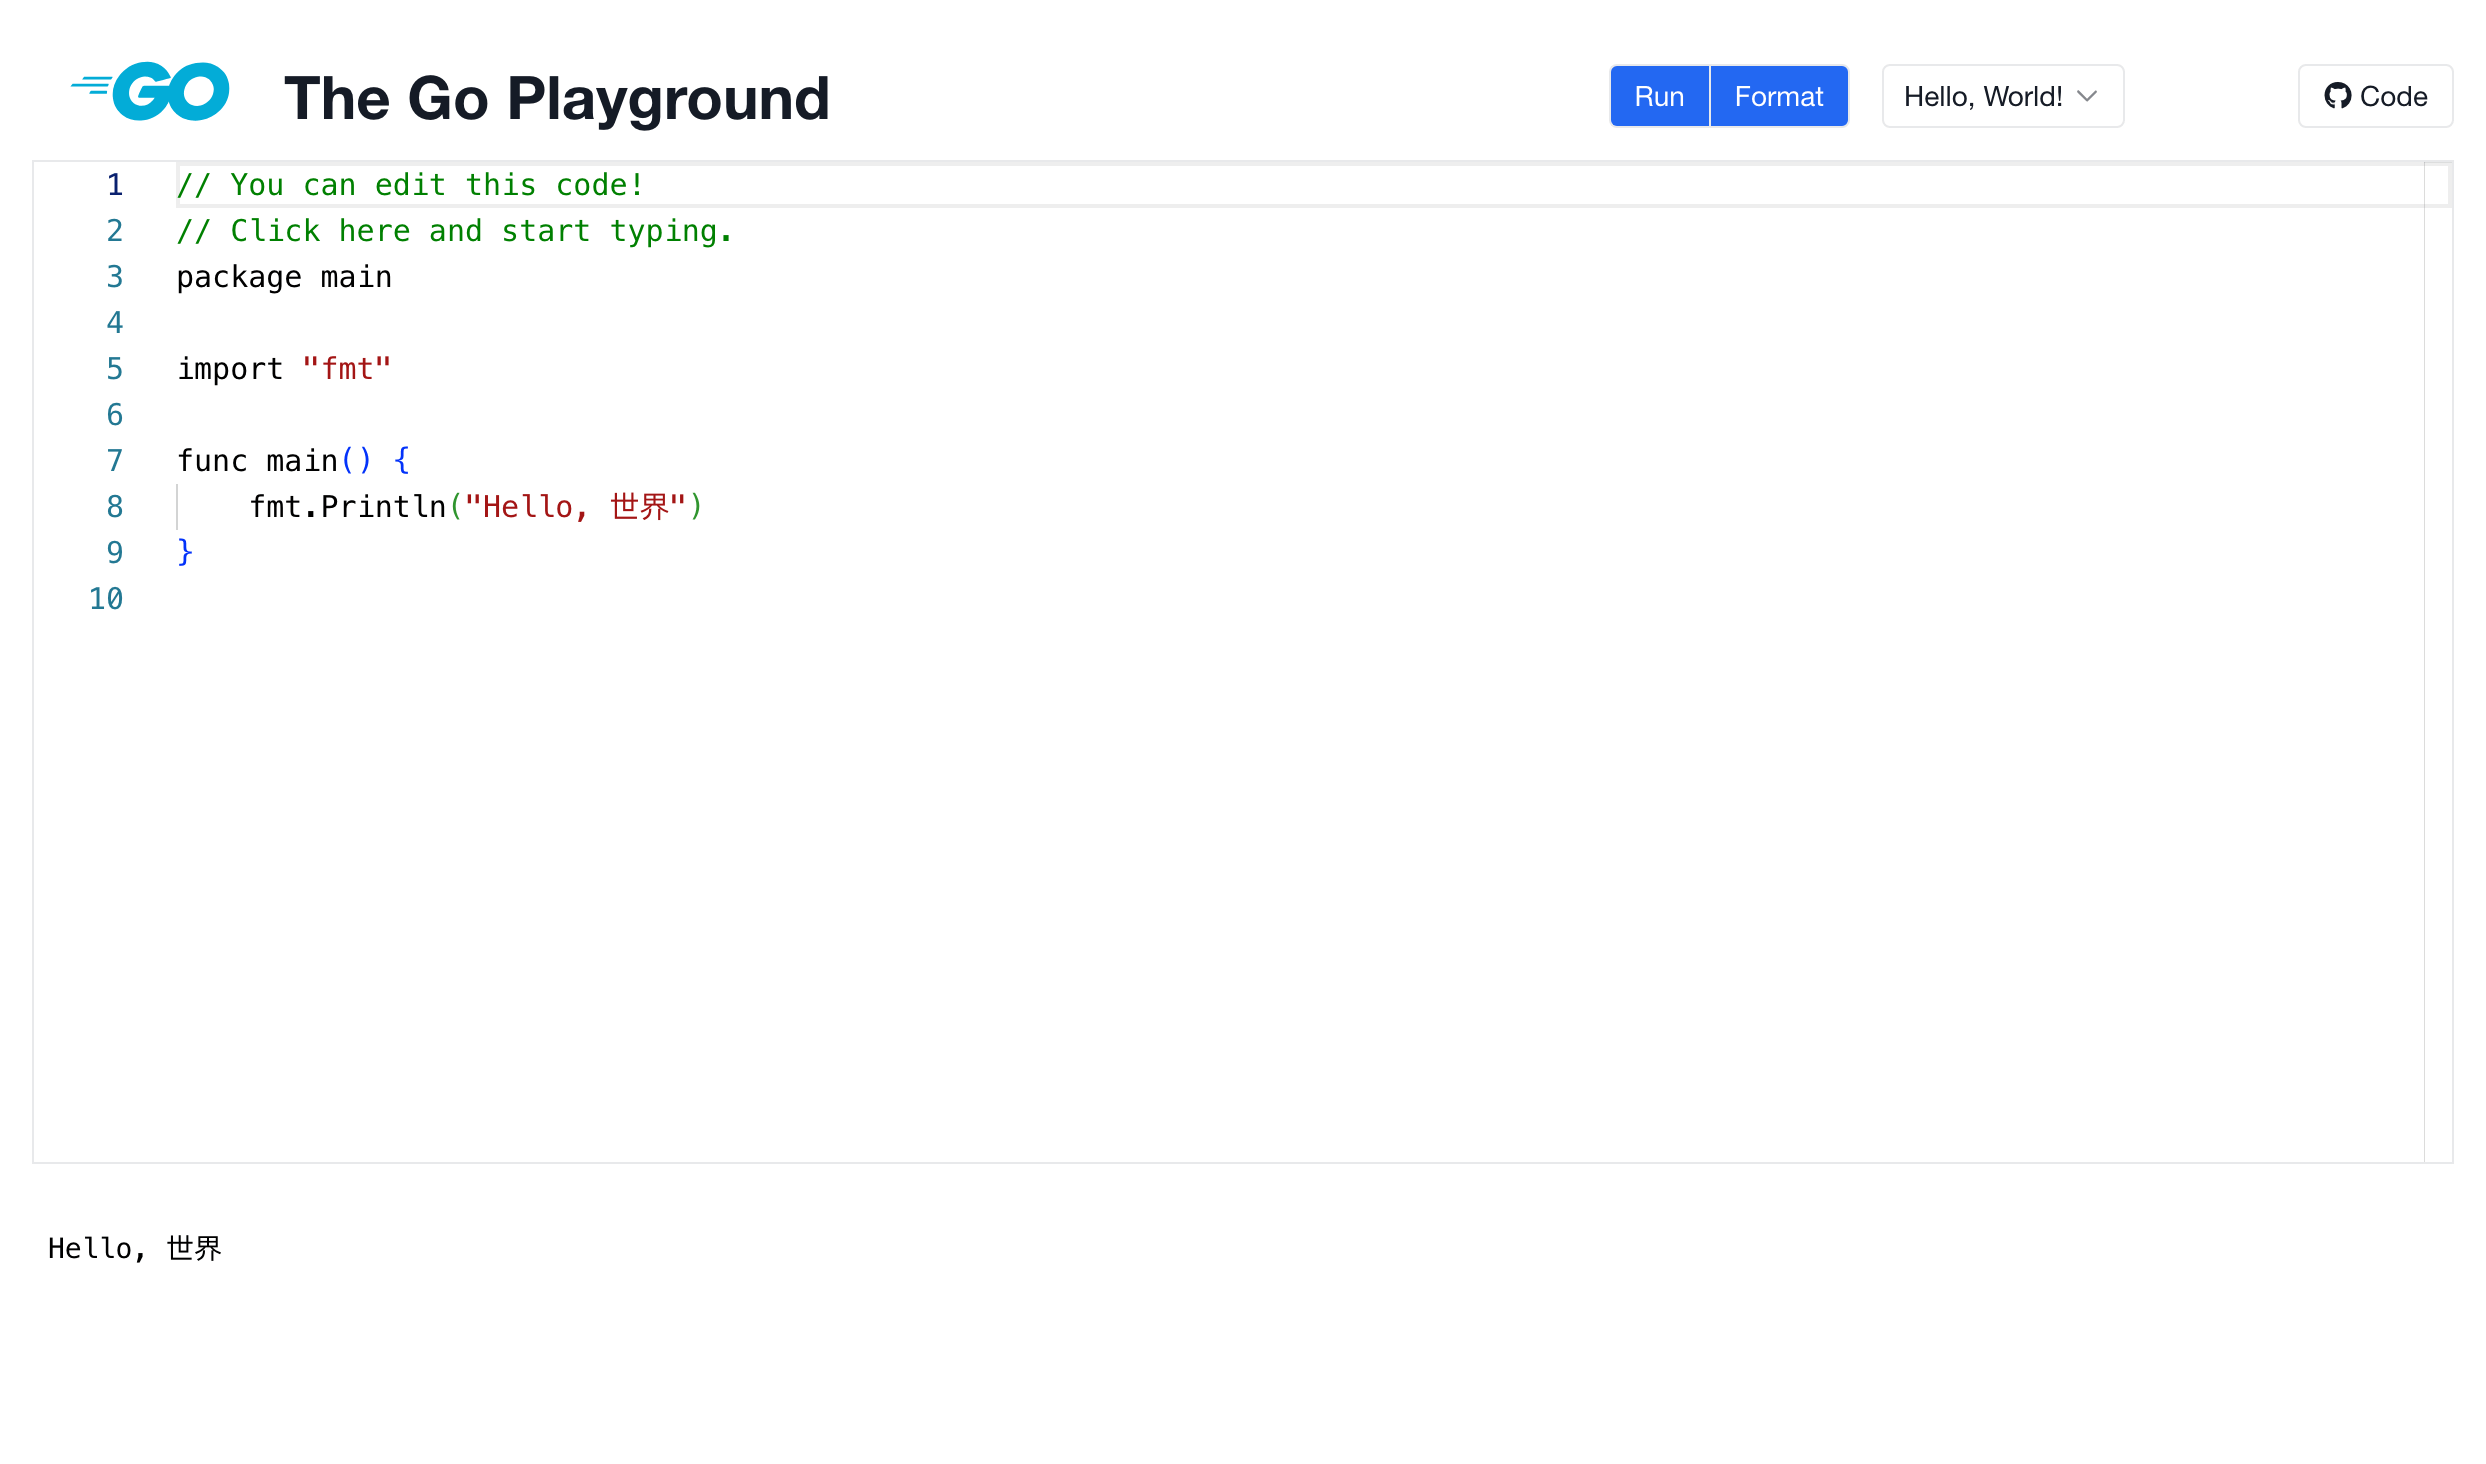 GO The Go Playground Run Format Hello, World! Code
1 // You can edit this code!
2 // Click here and start typing.
3 package main
4
5 import "fmt"
6
7 func main() {
8 fmt.Println("Hello, 世界")
9 }
10
Hello, 世界